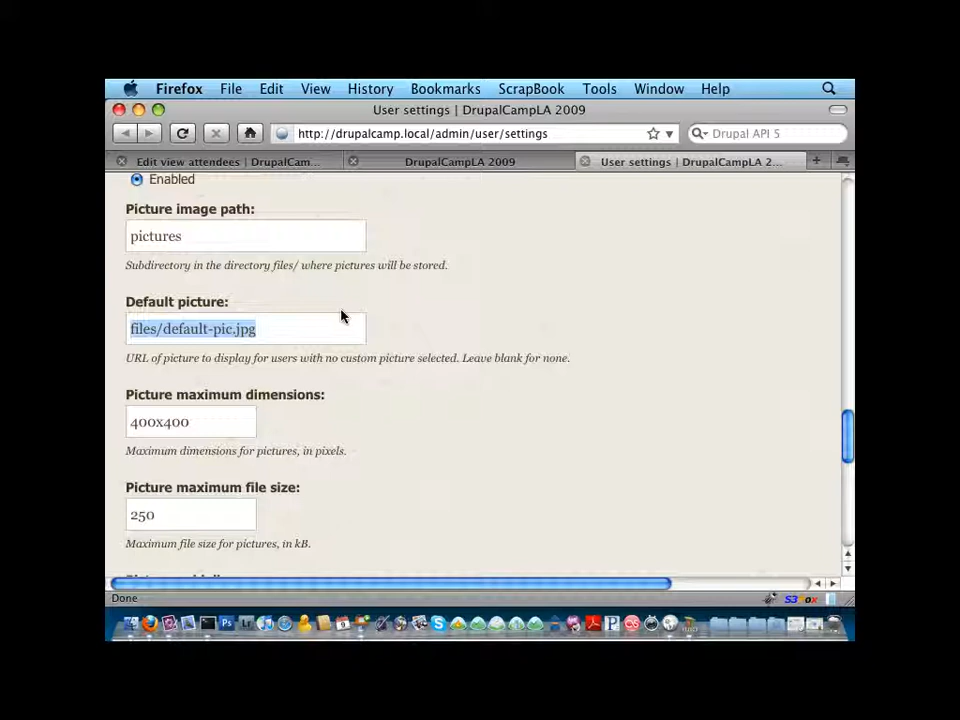 Firefox File Edit View History Bookmarks ScrapBook Tools Window Help
User settings | DrupalCampLA 2009
http://drupalcamp.local/admin/user/settings
Drupal API 5
Edit view attendees | DrupalCam...
DrupalCampLA 2009
User settings | DrupalCampLA 2...
Enabled
Picture image path:
pictures
Subdirectory in the directory files/ where pictures will be stored.
Default picture:
files/default-pic.jpg
URL of picture to display for users with no custom picture selected. Leave blank for none.
Picture maximum dimensions:
400x400
Maximum dimensions for pictures, in pixels.
Picture maximum file size:
250
Maximum file size for pictures, in kB.
Done
S3Fox
Ps Lr